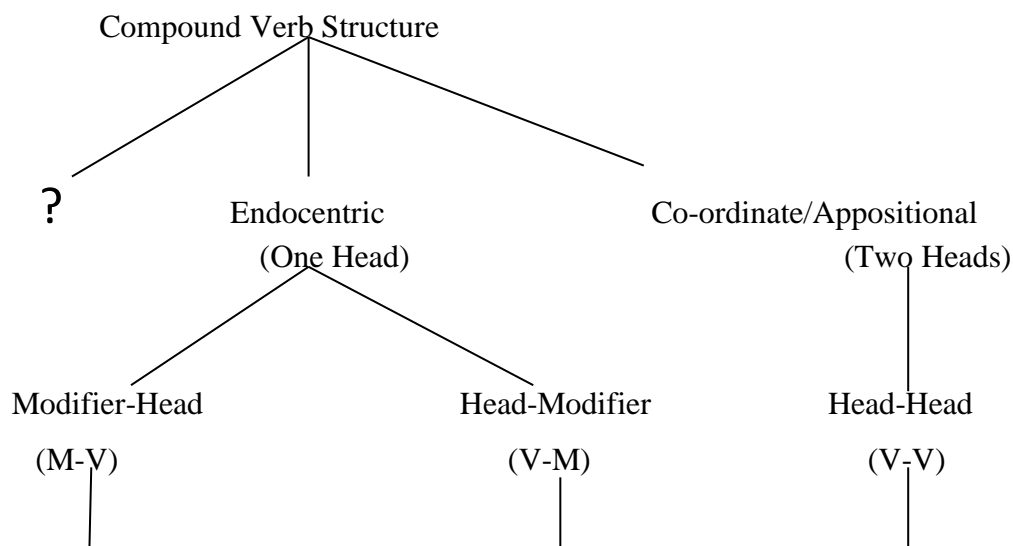 Compound Verb Structure
? Endocentric Co-ordinate/Appositional
(One Head) (Two Heads)
Modifier-Head Head-Modifier Head-Head
(M-V) (V-M) (V-V)